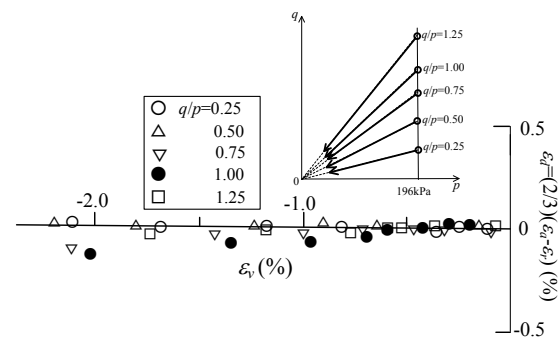 q
q/p=1.25
q/p=1.00
q/p=0.75
q/p=0.50
q/p=0.25
0
196kPa
p
q/p=0.25
0.50
0.75
1.00
1.25
-2.0
-1.0
0.5
0
-0.5
εv(%)
εd=(2/3)(εa-εr) (%)